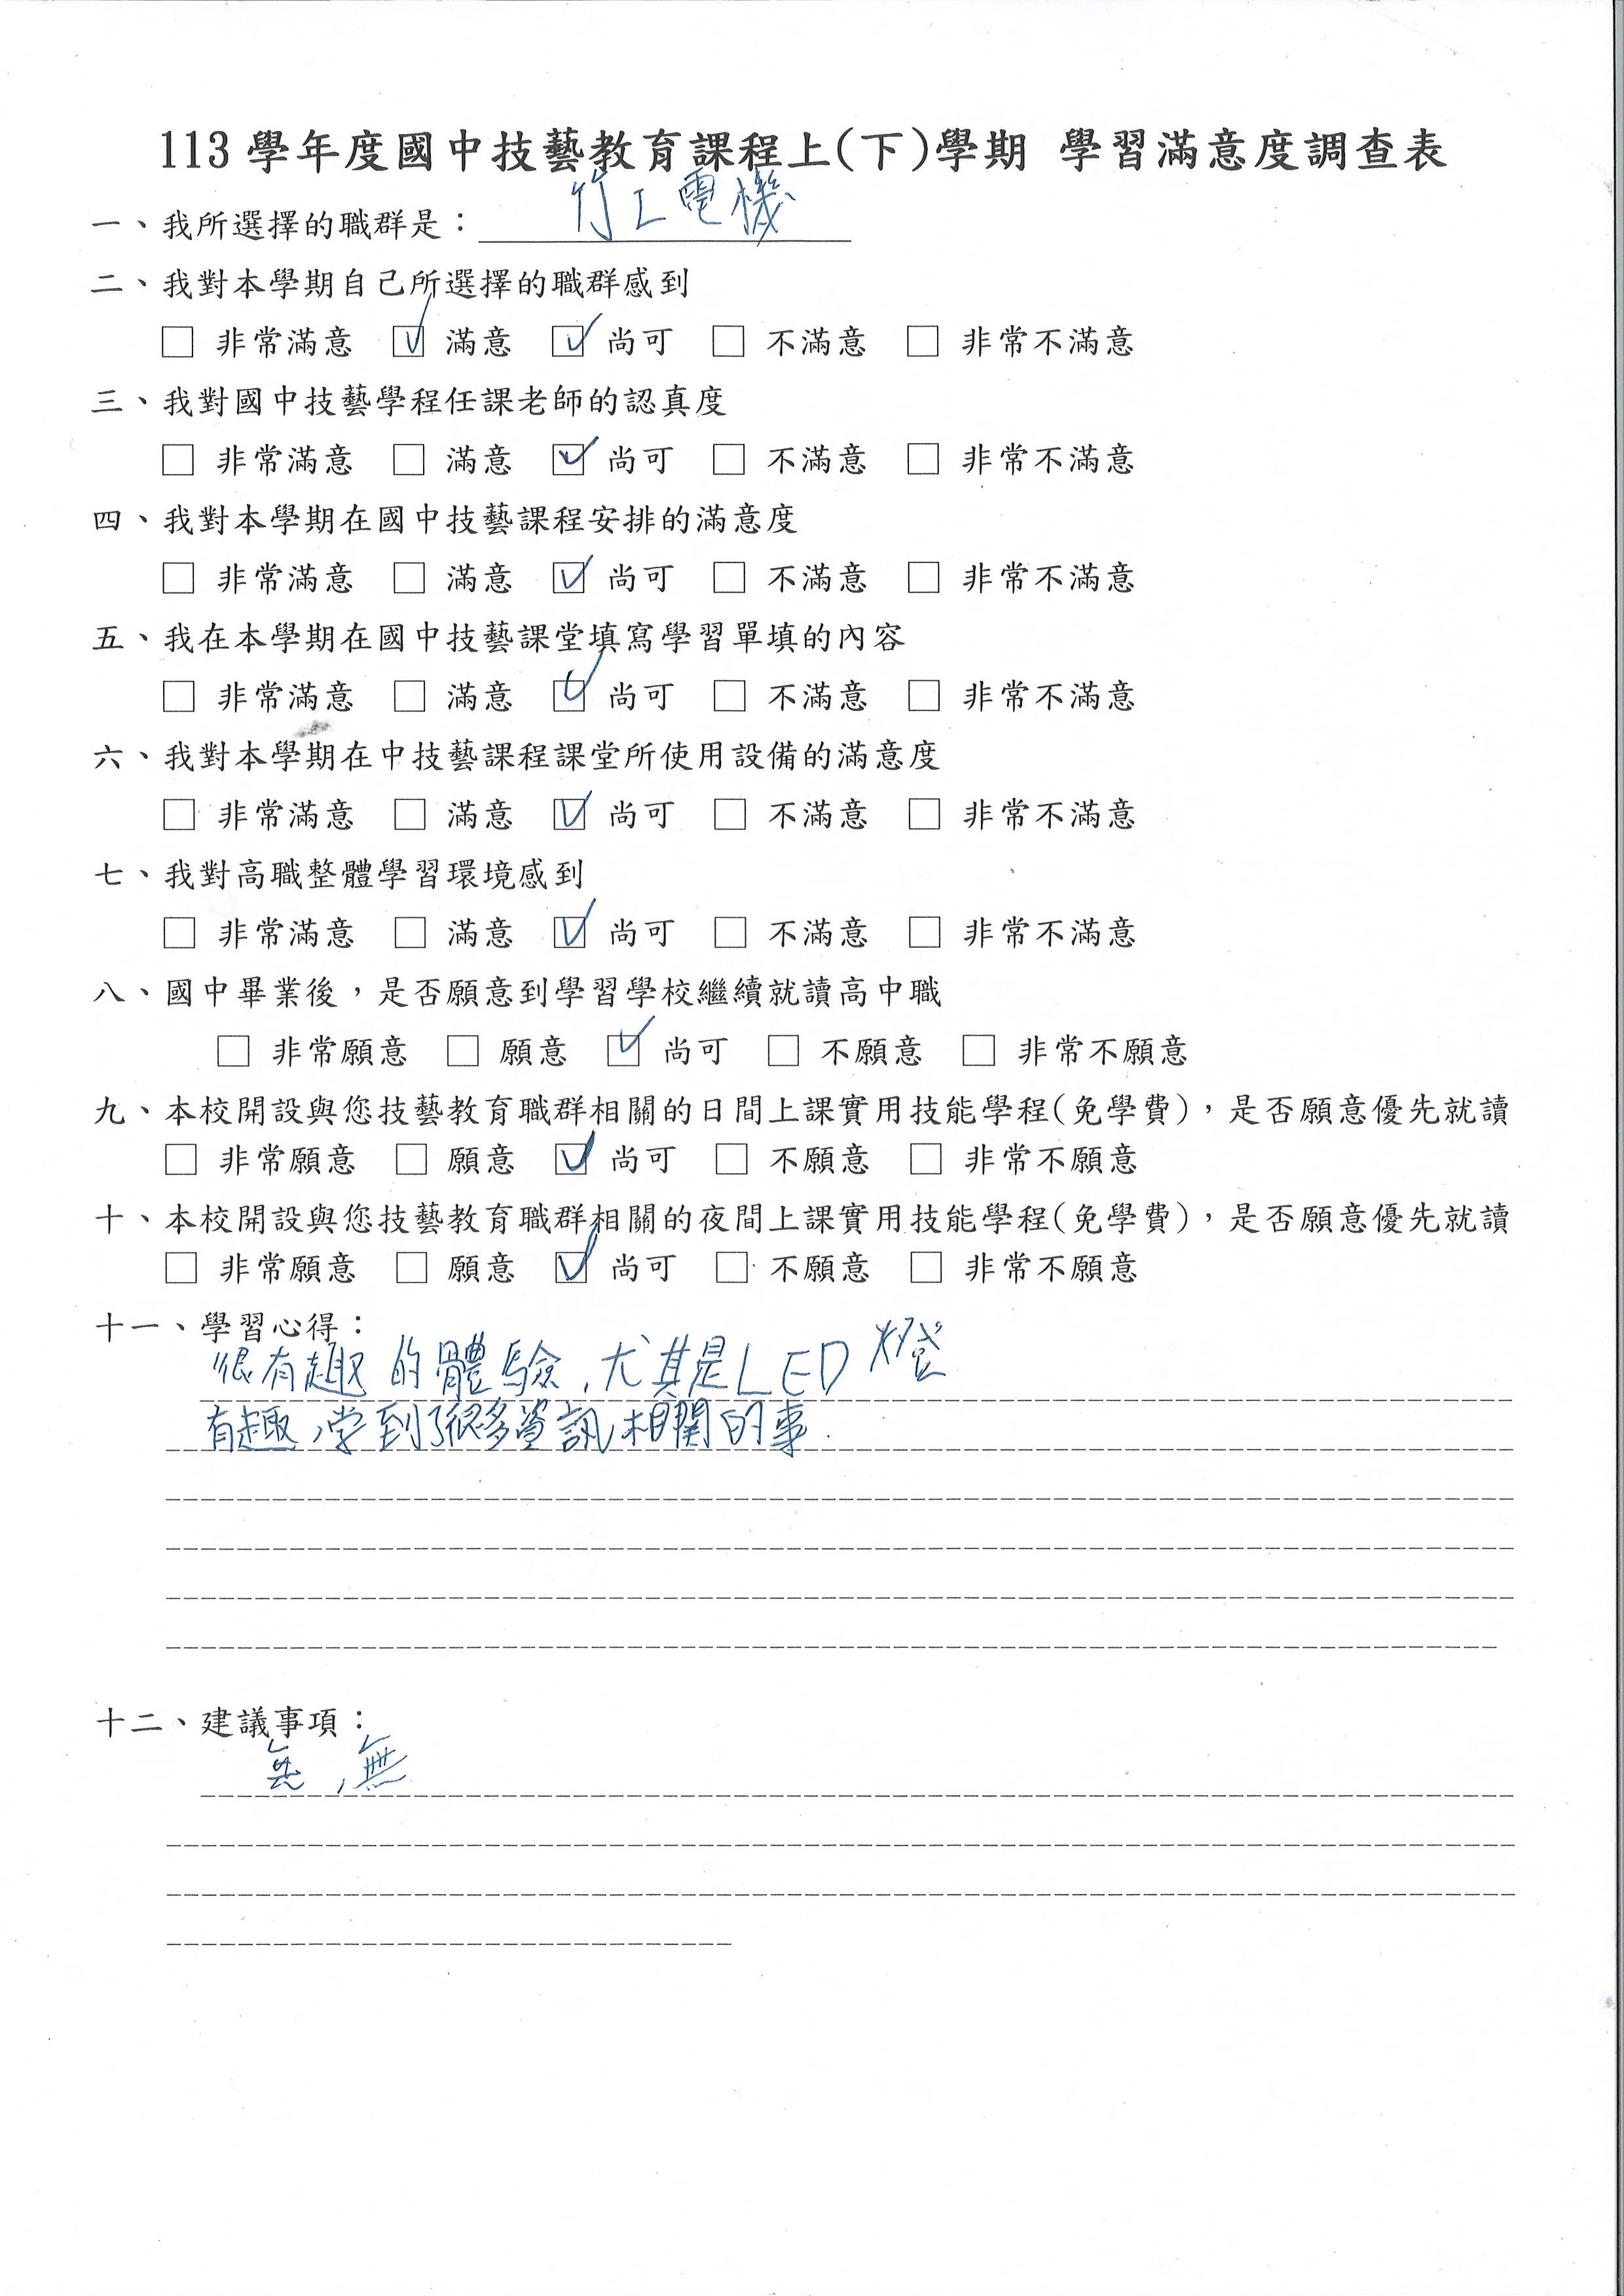 113 學年度國中技藝教育課程上(下)學期 學習滿意度調查表
一、我所選擇的職群是：竹工電機
二、我對本學期自己所選擇的職群感到
□ 非常滿意 ☑ 滿意 ☑ 尚可 □ 不滿意 □ 非常不滿意
三、我對國中技藝學程任課老師的認真度
□ 非常滿意 □ 滿意 ☑ 尚可 □ 不滿意 □ 非常不滿意
四、我對本學期在國中技藝課程安排的滿意度
□ 非常滿意 □ 滿意 ☑ 尚可 □ 不滿意 □ 非常不滿意
五、我在本學期在國中技藝課堂填寫學習單填的內容
□ 非常滿意 □ 滿意 ☑ 尚可 □ 不滿意 □ 非常不滿意
六、我對本學期在中技藝課程課堂所使用設備的滿意度
□ 非常滿意 □ 滿意 ☑ 尚可 □ 不滿意 □ 非常不滿意
七、我對高職整體學習環境感到
□ 非常滿意 □ 滿意 ☑ 尚可 □ 不滿意 □ 非常不滿意
八、國中畢業後，是否願意到學習學校繼續就讀高中職
□ 非常願意 □ 願意 ☑ 尚可 □ 不願意 □ 非常不願意
九、本校開設與您技藝教育職群相關的日間上課實用技能學程(免學費)，是否願意優先就讀
□ 非常願意 □ 願意 ☑ 尚可 □ 不願意 □ 非常不願意
十、本校開設與您技藝教育職群相關的夜間上課實用技能學程(免學費)，是否願意優先就讀
□ 非常願意 □ 願意 ☑ 尚可 □ 不願意 □ 非常不願意
十一、學習心得：
很有趣的體驗，尤其是LED燈
有趣，学到了很多資訊相關的事.
十二、建議事項：
，無